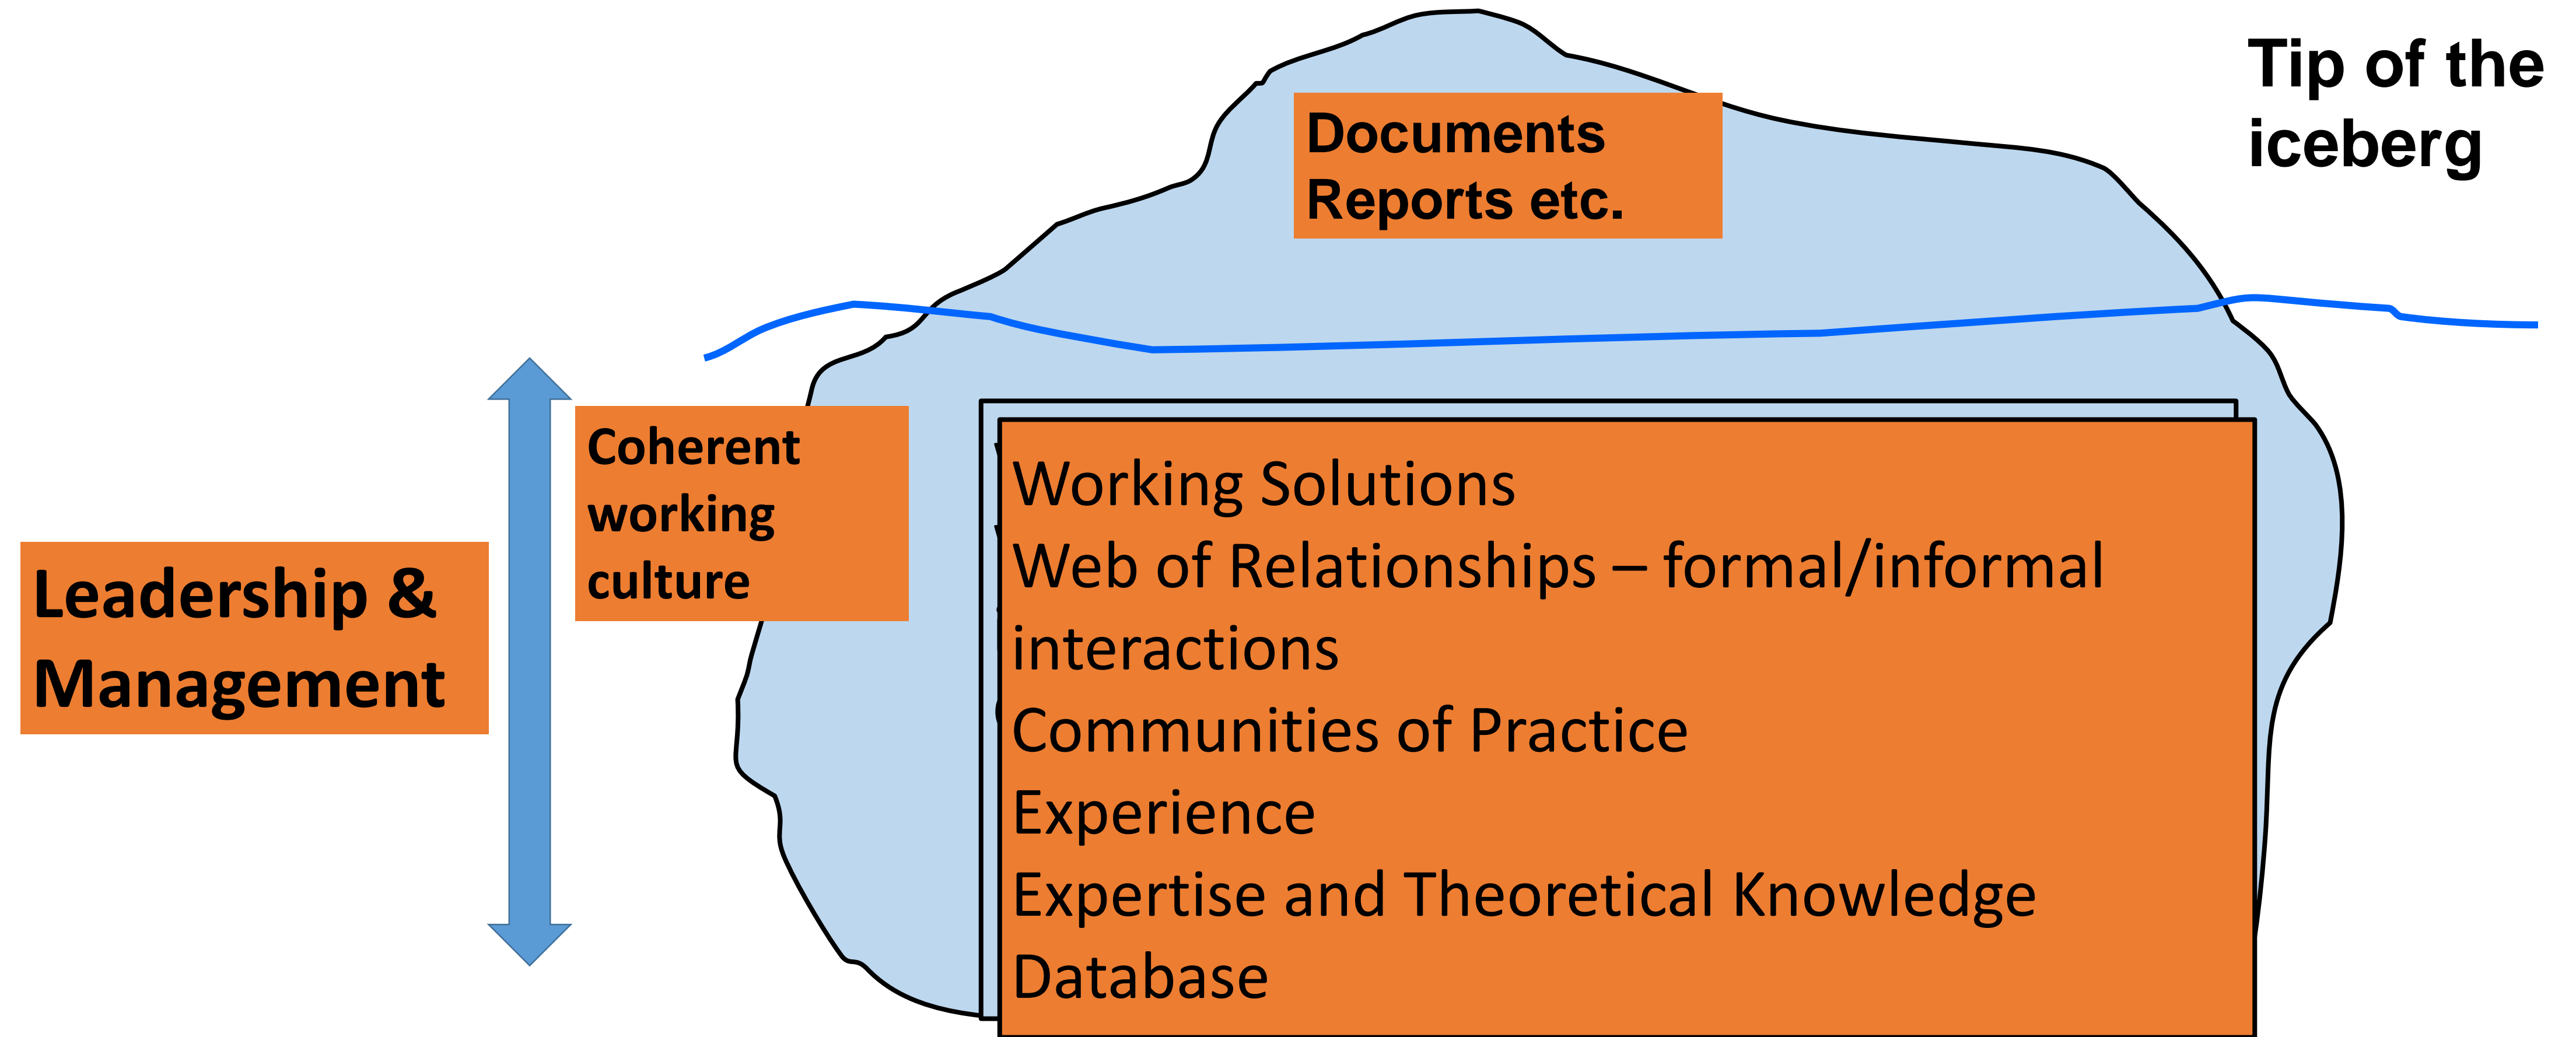 Tip of the
iceberg
Documents
Reports etc.
Coherent
working
culture
Leadership &
Management
Working Solutions
Web of Relationships – formal/informal
interactions
Communities of Practice
Experience
Expertise and Theoretical Knowledge
Database